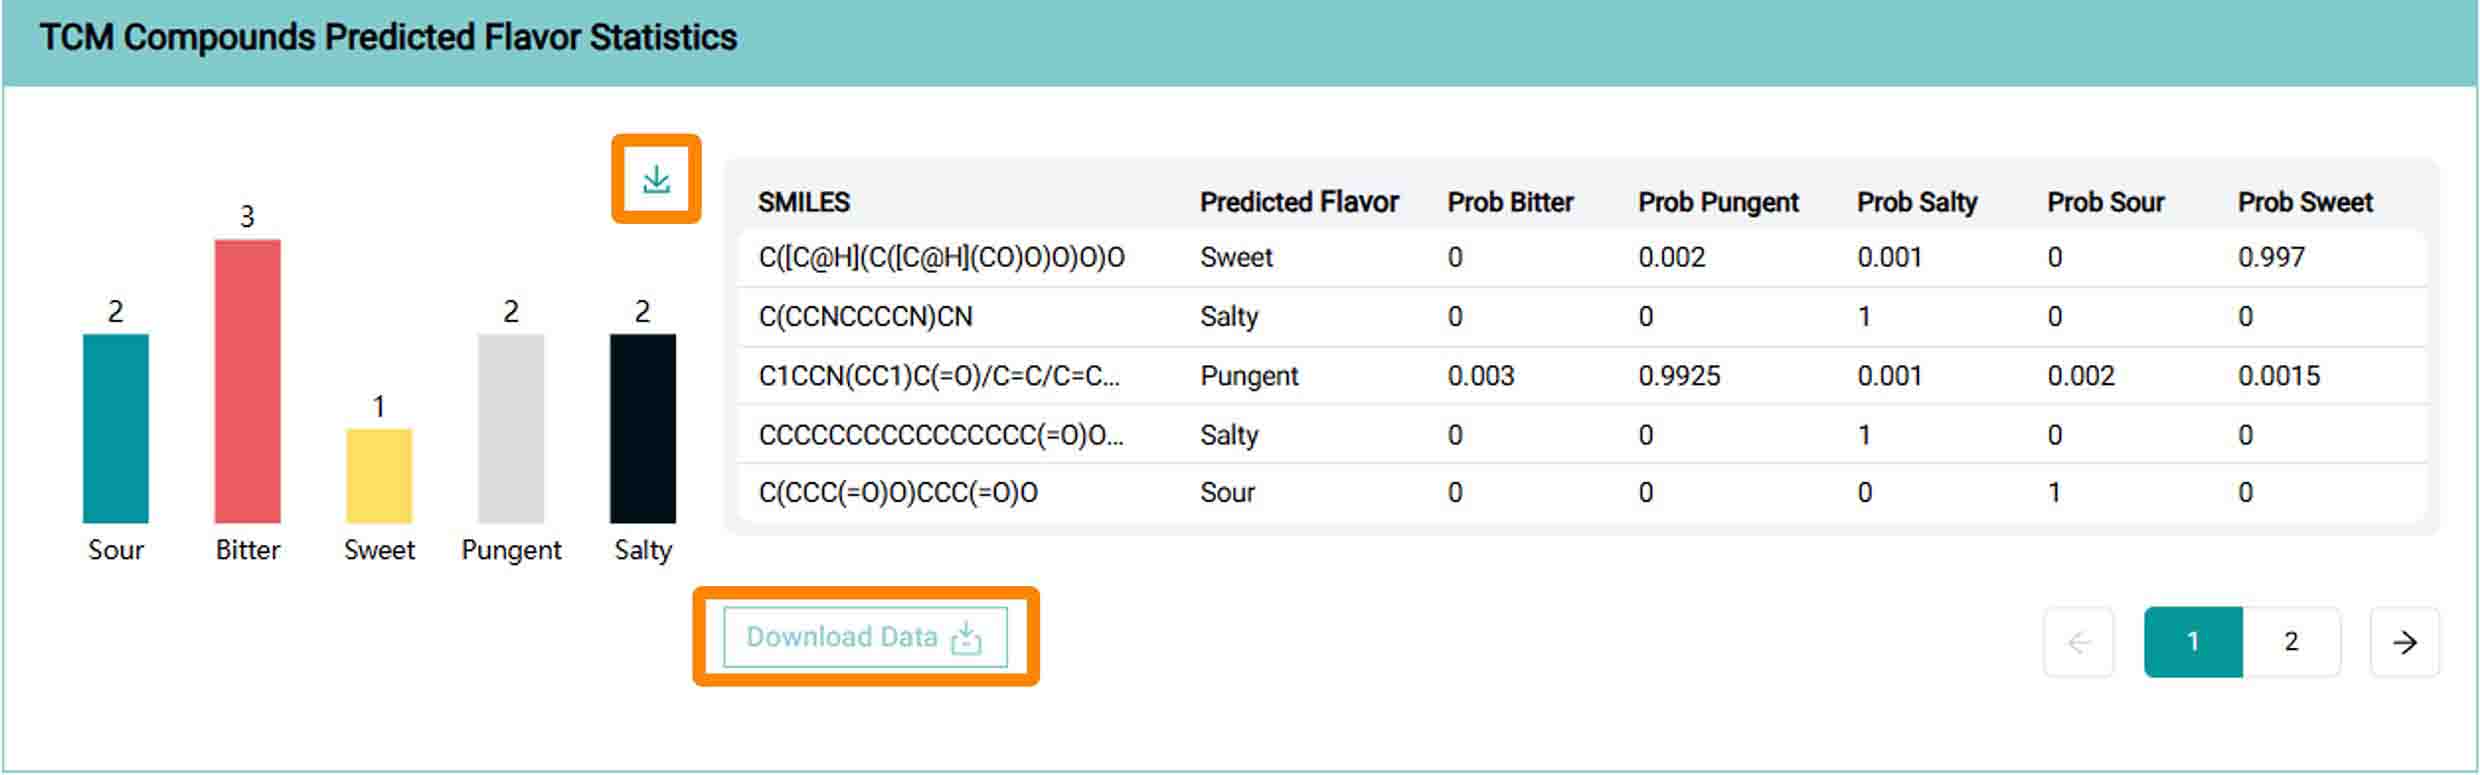 TCM Compounds Predicted Flavor Statistics
3
2
2
2
1
Sour Bitter Sweet Pungent Salty
SMILES Predicted Flavor Prob Bitter Prob Pungent Prob Salty Prob Sour Prob Sweet
C([C@H](C([C@H](CO)O)O)O)O Sweet 0 0.002 0.001 0 0.997
C(CCNCCCCN)CN Salty 0 0 1 0 0
C1CCN(CC1)C(=O)/C=C/C=C... Pungent 0.003 0.9925 0.001 0.002 0.0015
CCCCCCCCCCCCCCCC(=O)O... Salty 0 0 1 0 0
C(CCC(=O)O)CCC(=O)O Sour 0 0 0 1 0
Download Data
1 2